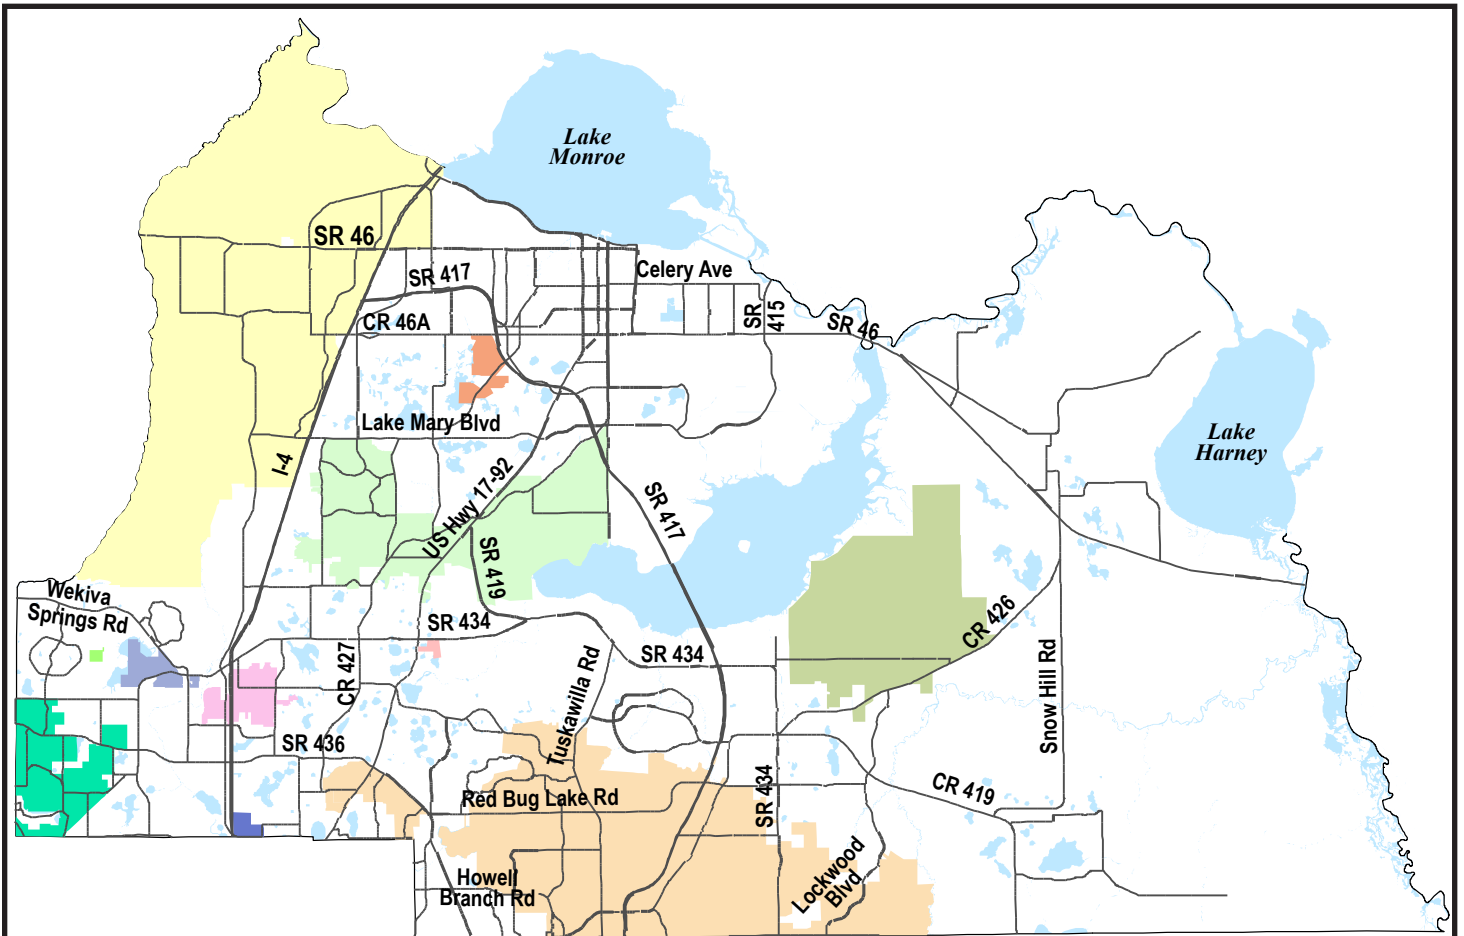 Lake
Monroe
SR 46
SR 417
Celery Ave
CR 46A
SR
415
SR 46
Lake Mary Blvd
Lake
Harney
I-4
US Hwy 17-92
SR 417
SR 419
Wekiva
Springs Rd
SR 434
CR 426
SR 434
CR 427
Tuskawilla Rd
Snow Hill Rd
SR 436
Red Bug Lake Rd
SR 434
CR 419
Lockwood
Blvd
Howell
Branch Rd